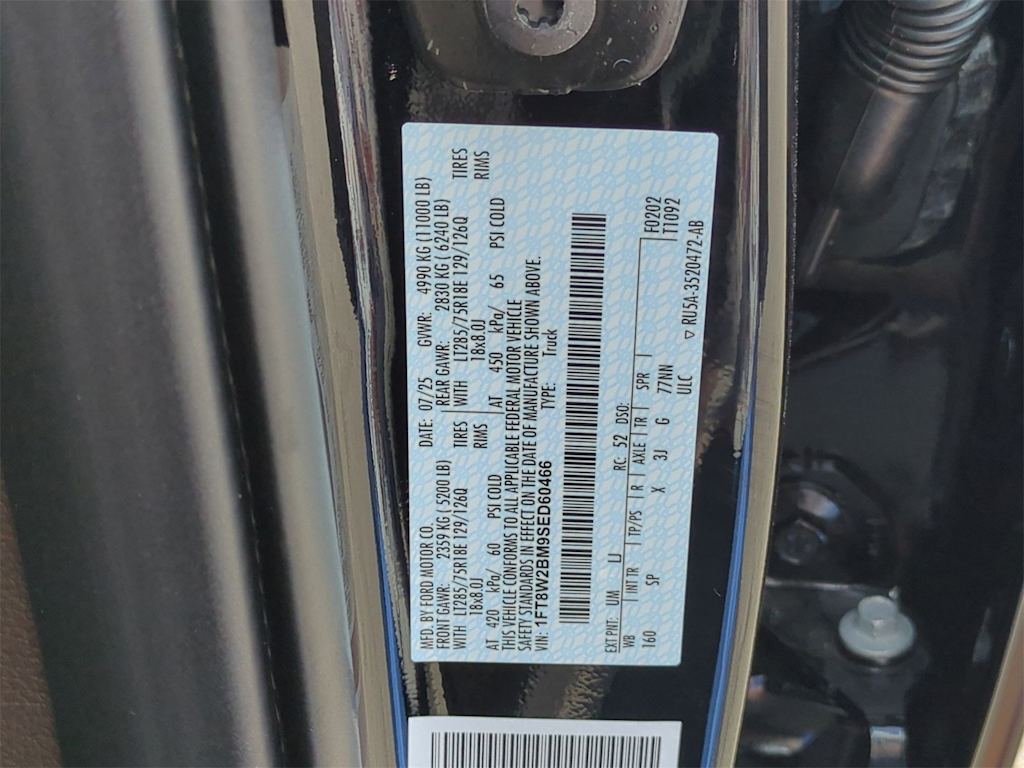 MFD. BY FORD MOTOR CO. DATE: 07/25 GVWR: 4990 KG (11000 LB)
FRONT GAWR: 2359 KG ( 5200 LB) REAR GAWR: 2830 KG ( 6240 LB)
WITH LT285/75R18E 129/126Q TIRES WITH LT285/75R18E 129/126Q TIRES
18x8.0J RIMS 18x8.0J RIMS
AT 420 kPa/ 60 PSI COLD AT 450 kPa/ 65 PSI COLD
THIS VEHICLE CONFORMS TO ALL APPLICABLE FEDERAL MOTOR VEHICLE
SAFETY STANDARDS IN EFFECT ON THE DATE OF MANUFACTURE SHOWN ABOVE.
VIN: 1FT8W2BM9SED60466 TYPE: Truck
EXT PNT: UM LJ RC: 52 DSO: F0202
WB INT TR TP/PS R AXLE TR SPR T1092
160 SP X 3J G 77NN
ULC
▽ RU5A-3520472-AB